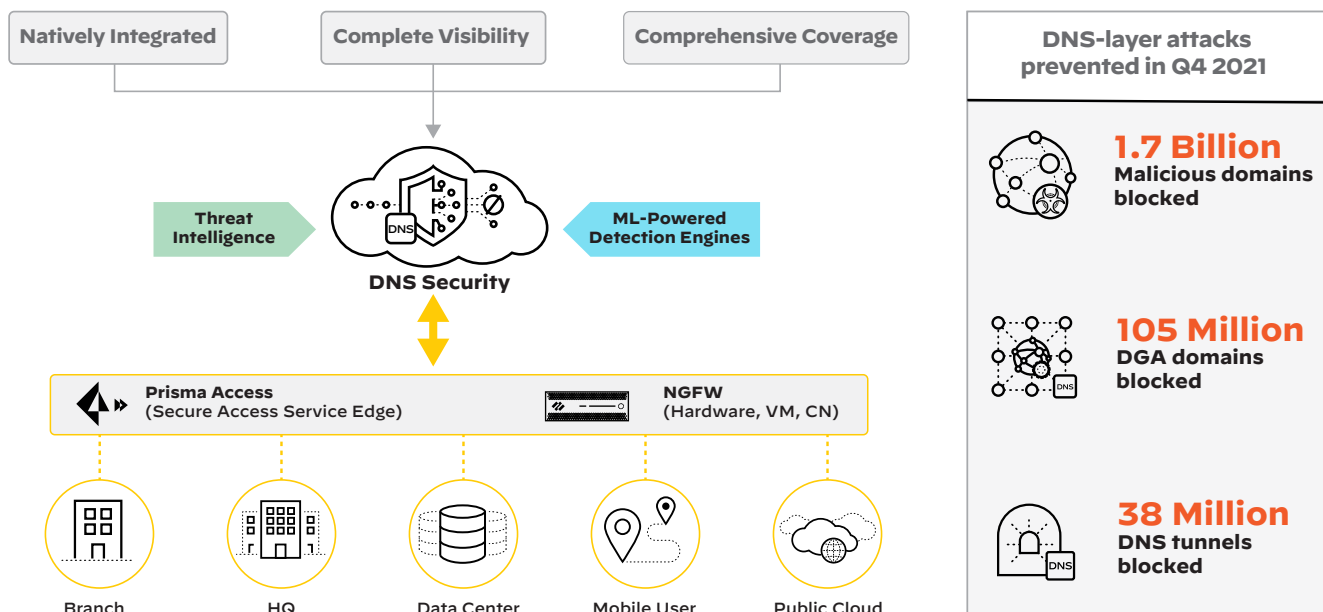 Natively Integrated
Complete Visibility
Comprehensive Coverage
Threat
Intelligence
DNS
ML-Powered
Detection Engines
DNS Security
Prisma Access
(Secure Access Service Edge)
NGFW
(Hardware, VM, CN)
Branch
HQ
Data Center
Mobile User
Public Cloud
DNS-layer attacks
prevented in Q4 2021
1.7 Billion
Malicious domains
blocked
105 Million
DGA domains
blocked
DNS
38 Million
DNS tunnels
blocked
DNS